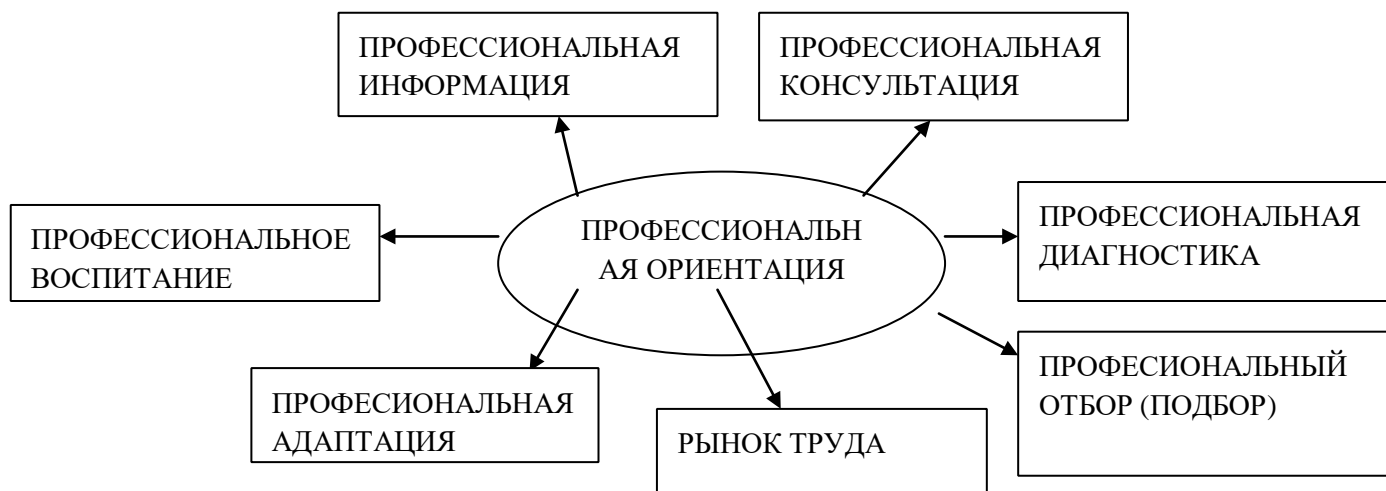 ПРОФЕССИОНАЛЬНАЯ
ИНФОРМАЦИЯ
ПРОФЕССИОНАЛЬНАЯ
КОНСУЛЬТАЦИЯ
ПРОФЕССИОНАЛЬНОЕ
ВОСПИТАНИЕ
ПРОФЕССИОНАЛЬН
АЯ ОРИЕНТАЦИЯ
ПРОФЕССИОНАЛЬНАЯ
ДИАГНОСТИКА
ПРОФЕСИОНАЛЬНАЯ
АДАПТАЦИЯ
РЫНОК ТРУДА
ПРОФЕСИОНАЛЬНЫЙ
ОТБОР (ПОДБОР)